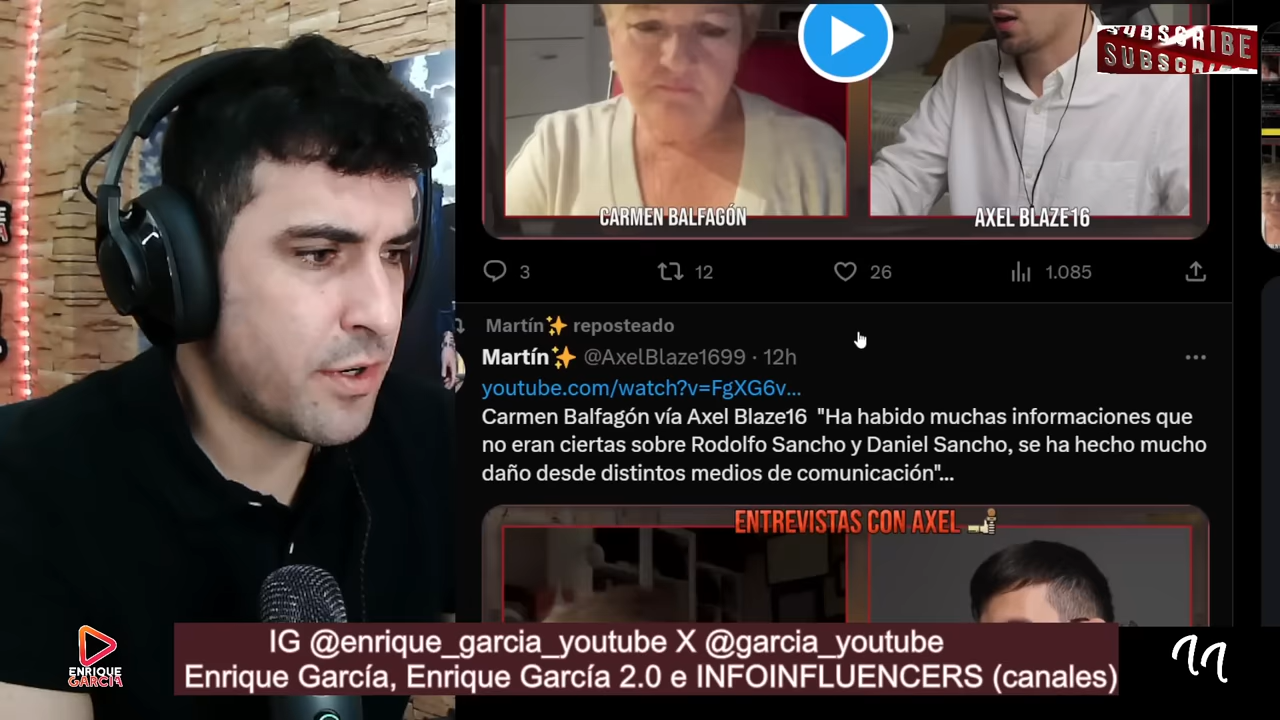 SUBSCRIBE
SUBSCRIBE
CARMEN BALFAGÓN
AXEL BLAZE16
3
12
26
1.085
Martín✨ reposteado
Martín✨ @AxelBlaze1699 · 12h
youtube.com/watch?v=FgXG6v...
Carmen Balfagón vía Axel Blaze16 "Ha habido muchas informaciones que
no eran ciertas sobre Rodolfo Sancho y Daniel Sancho, se ha hecho mucho
daño desde distintos medios de comunicación"...
ENTREVISTAS CON AXEL
IG @enrique_garcia_youtube X @garcia_youtube
Enrique García, Enrique García 2.0 e INFOINFLUENCERS (canales)
ENRIQUE
GARCÍA